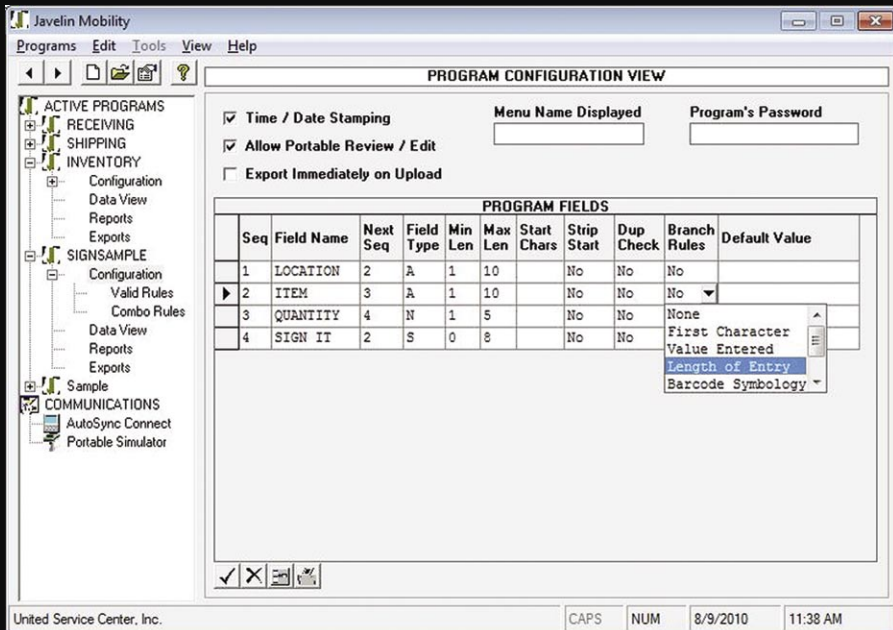 Javelin Mobility
Programs Edit Tools View Help
PROGRAM CONFIGURATION VIEW
ACTIVE PROGRAMS
RECEIVING
SHIPPING
INVENTORY
Configuration
Data View
Reports
Exports
SIGNSAMPLE
Configuration
Valid Rules
Combo Rules
Data View
Reports
Exports
Sample
COMMUNICATIONS
AutoSync Connect
Portable Simulator
Time / Date Stamping
Allow Portable Review / Edit
Export Immediately on Upload
Menu Name Displayed
Program's Password
PROGRAM FIELDS
Seq Field Name Next Seq Field Type Min Len Max Len Start Chars Strip Start Dup Check Branch Rules Default Value
1 LOCATION 2 A 1 10 No No No
2 ITEM 3 A 1 10 No No No
3 QUANTITY 4 N 1 5 No No
4 SIGN IT 2 S 0 8 No No
None
First Character
Value Entered
Length of Entry
Barcode Symbology
United Service Center, Inc. CAPS NUM 8/9/2010 11:38 AM